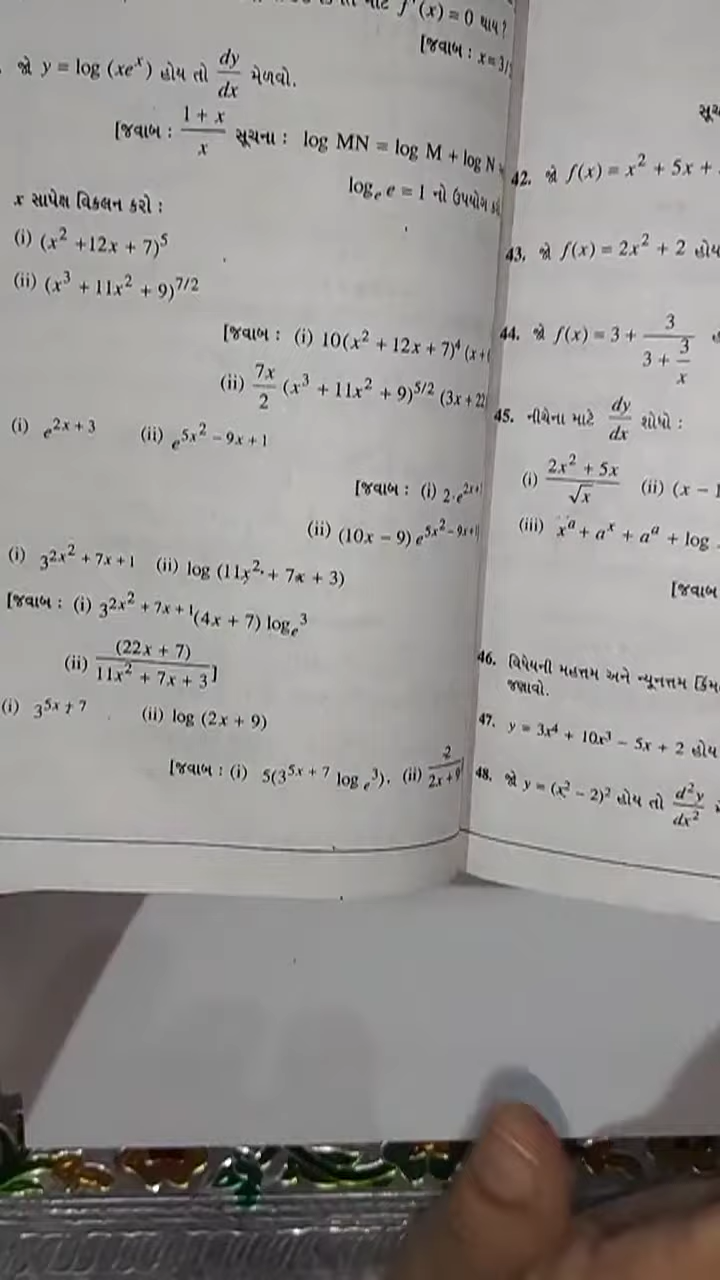 f'(x) = 0 થાય ?
[જવાબ : x = 3/
જો y = log (xe^x) હોય તો dy/dx મેળવો.
[જવાબ : (1 + x)/x સૂચના : log MN = log M + log N
log_e e = 1 નો ઉપયોગ
x સાપેક્ષ વિકલન કરો :
(i) (x² + 12x + 7)⁵
(ii) (x³ + 11x² + 9)^7/2
[જવાબ : (i) 10(x² + 12x + 7)⁴ (x +
(ii) 7x/2 (x³ + 11x² + 9)^5/2 (3x + 22
(i) e^(2x + 3) (ii) e^(5x² – 9x + 1)
[જવાબ : (i) 2·e^(2x+
(ii) (10x – 9) e^(5x² – 9x + 1)
(i) 3^(2x² + 7x + 1) (ii) log (11x² + 7x + 3)
[જવાબ : (i) 3^(2x² + 7x + 1) (4x + 7) log_e 3
(ii) (22x + 7)/(11x² + 7x + 3)]
(i) 3^(5x + 7) (ii) log (2x + 9)
[જવાબ : (i) 5(3^(5x + 7) log_e 3). (ii) 2/(2x + 9)
42. જો f(x) = x² + 5x +
43. જો f(x) = 2x² + 2 હોય
44. જો f(x) = 3 + 3/(3 + 3/x)
45. નીચેના માટે dy/dx શોધો :
(i) (2x² + 5x)/√x (ii) (x –
(iii) x^a + a^x + a^a + log
[જવાબ
46. વિધેયની મહત્તમ અને ન્યૂનતમ
જણાવો.
47. y = 3x⁴ + 10x³ – 5x + 2 હોય
48. જો y = (x² – 2)² હોય તો d²y/dx²